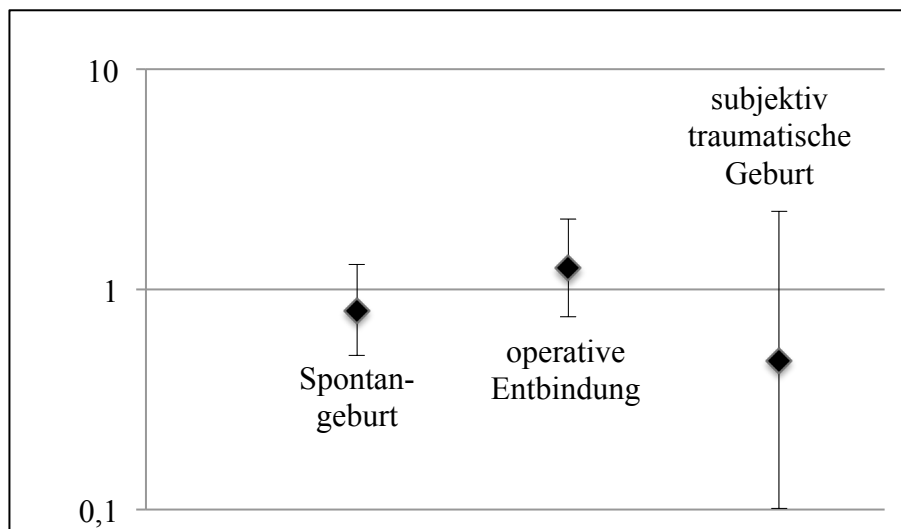 10
subjektiv
traumatische
Geburt
1
operative
Entbindung
Spontan-
geburt
0,1